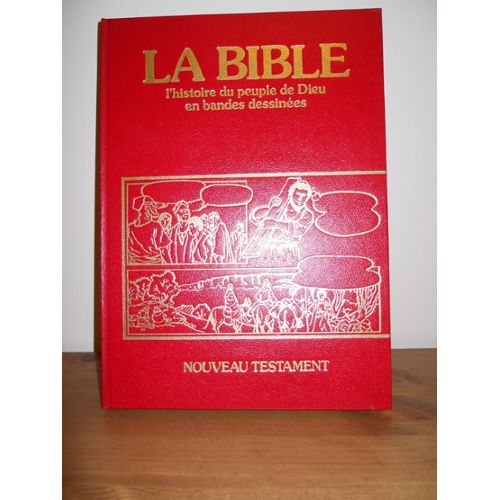 LA BIBLE
l'histoire du peuple de Dieu
en bandes dessinées
NOUVEAU TESTAMENT